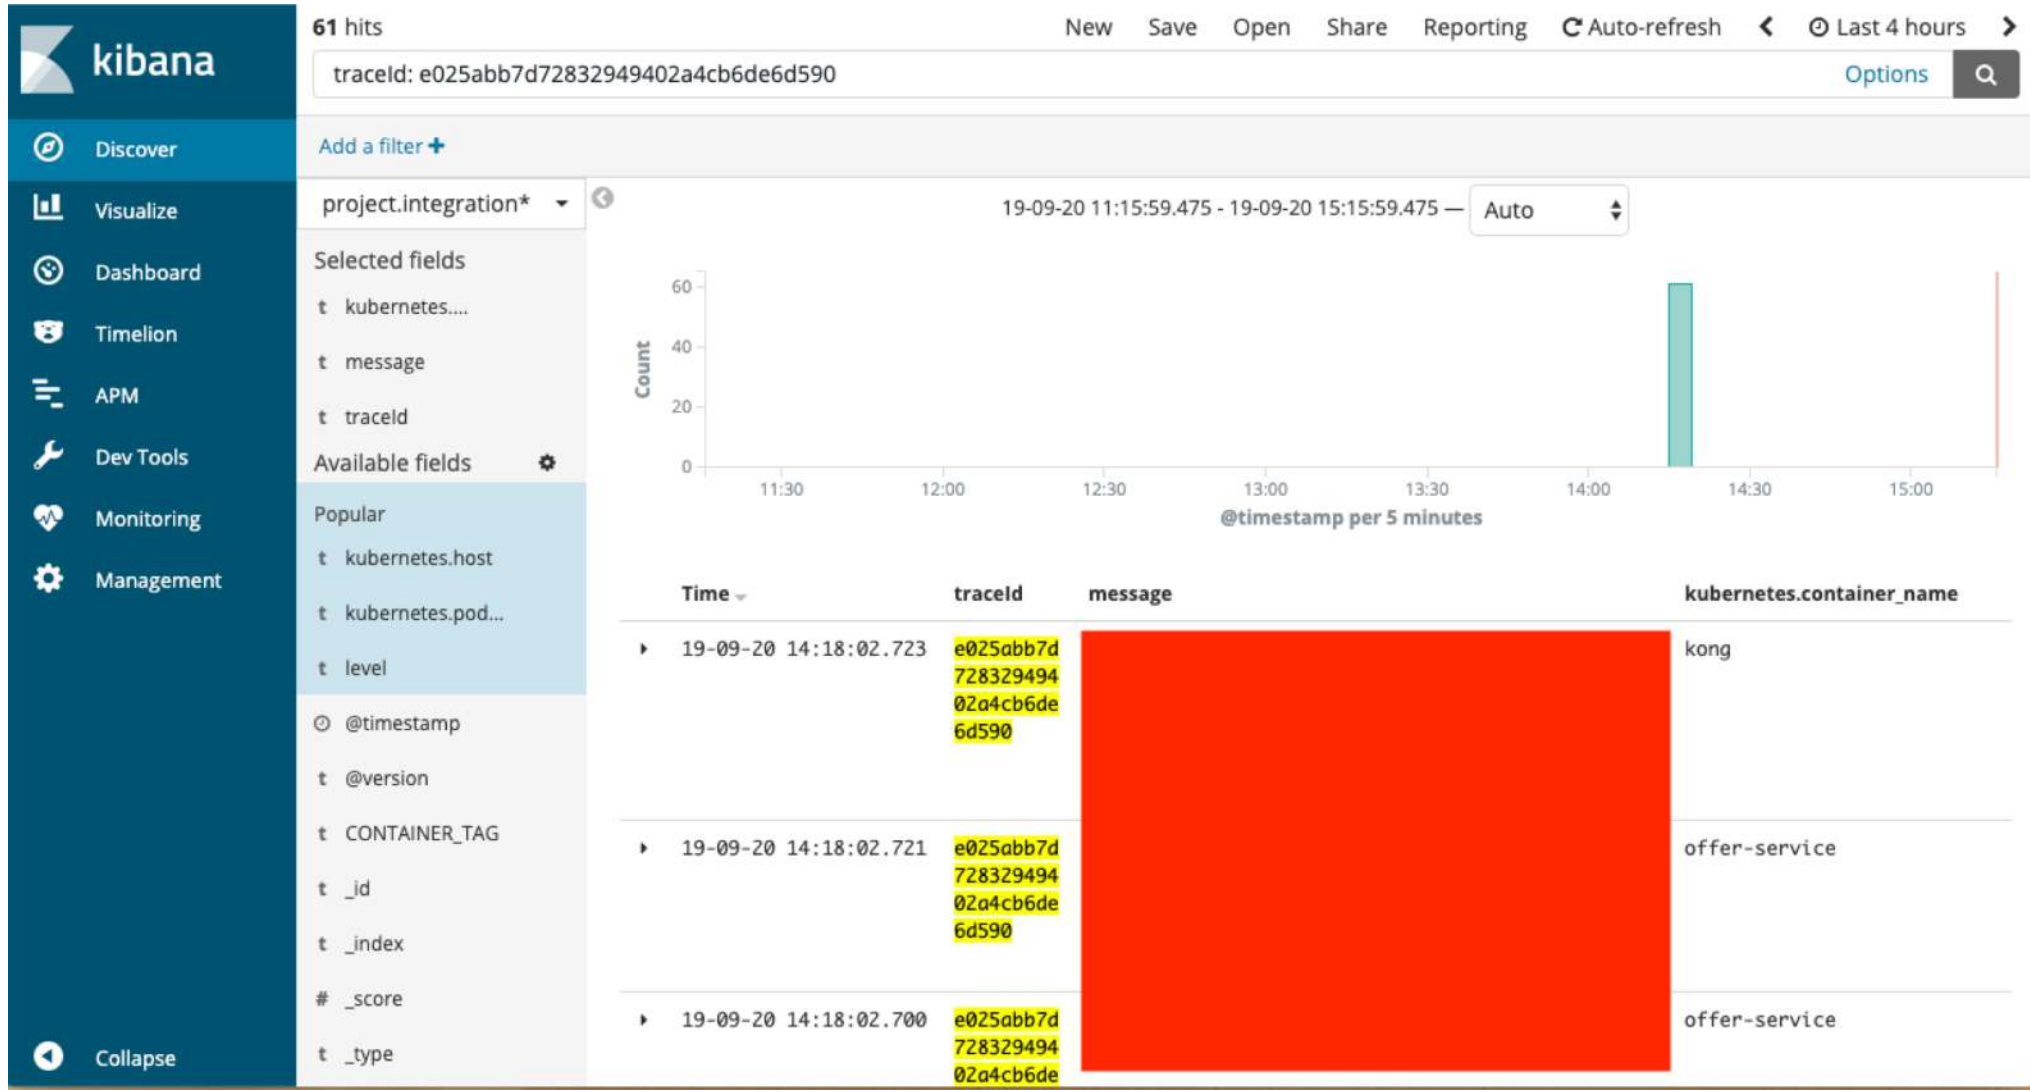 kibana
Discover
Visualize
Dashboard
Timelion
APM
Dev Tools
Monitoring
Management
Collapse
61 hits
New Save Open Share Reporting Auto-refresh Last 4 hours
traceId: e025abb7d72832949402a4cb6de6d590
Options
Add a filter +
project.integration*
Selected fields
t kubernetes....
t message
t traceId
Available fields
Popular
t kubernetes.host
t kubernetes.pod...
t level
@timestamp
t @version
t CONTAINER_TAG
t _id
t _index
# _score
t _type
19-09-20 11:15:59.475 - 19-09-20 15:15:59.475 — Auto
60
40
20
0
Count
11:30 12:00 12:30 13:00 13:30 14:00 14:30 15:00
@timestamp per 5 minutes
Time traceId message kubernetes.container_name
19-09-20 14:18:02.723 e025abb7d kong
728329494
02a4cb6de
6d590
19-09-20 14:18:02.721 e025abb7d offer-service
728329494
02a4cb6de
6d590
19-09-20 14:18:02.700 e025abb7d offer-service
728329494
02a4cb6de